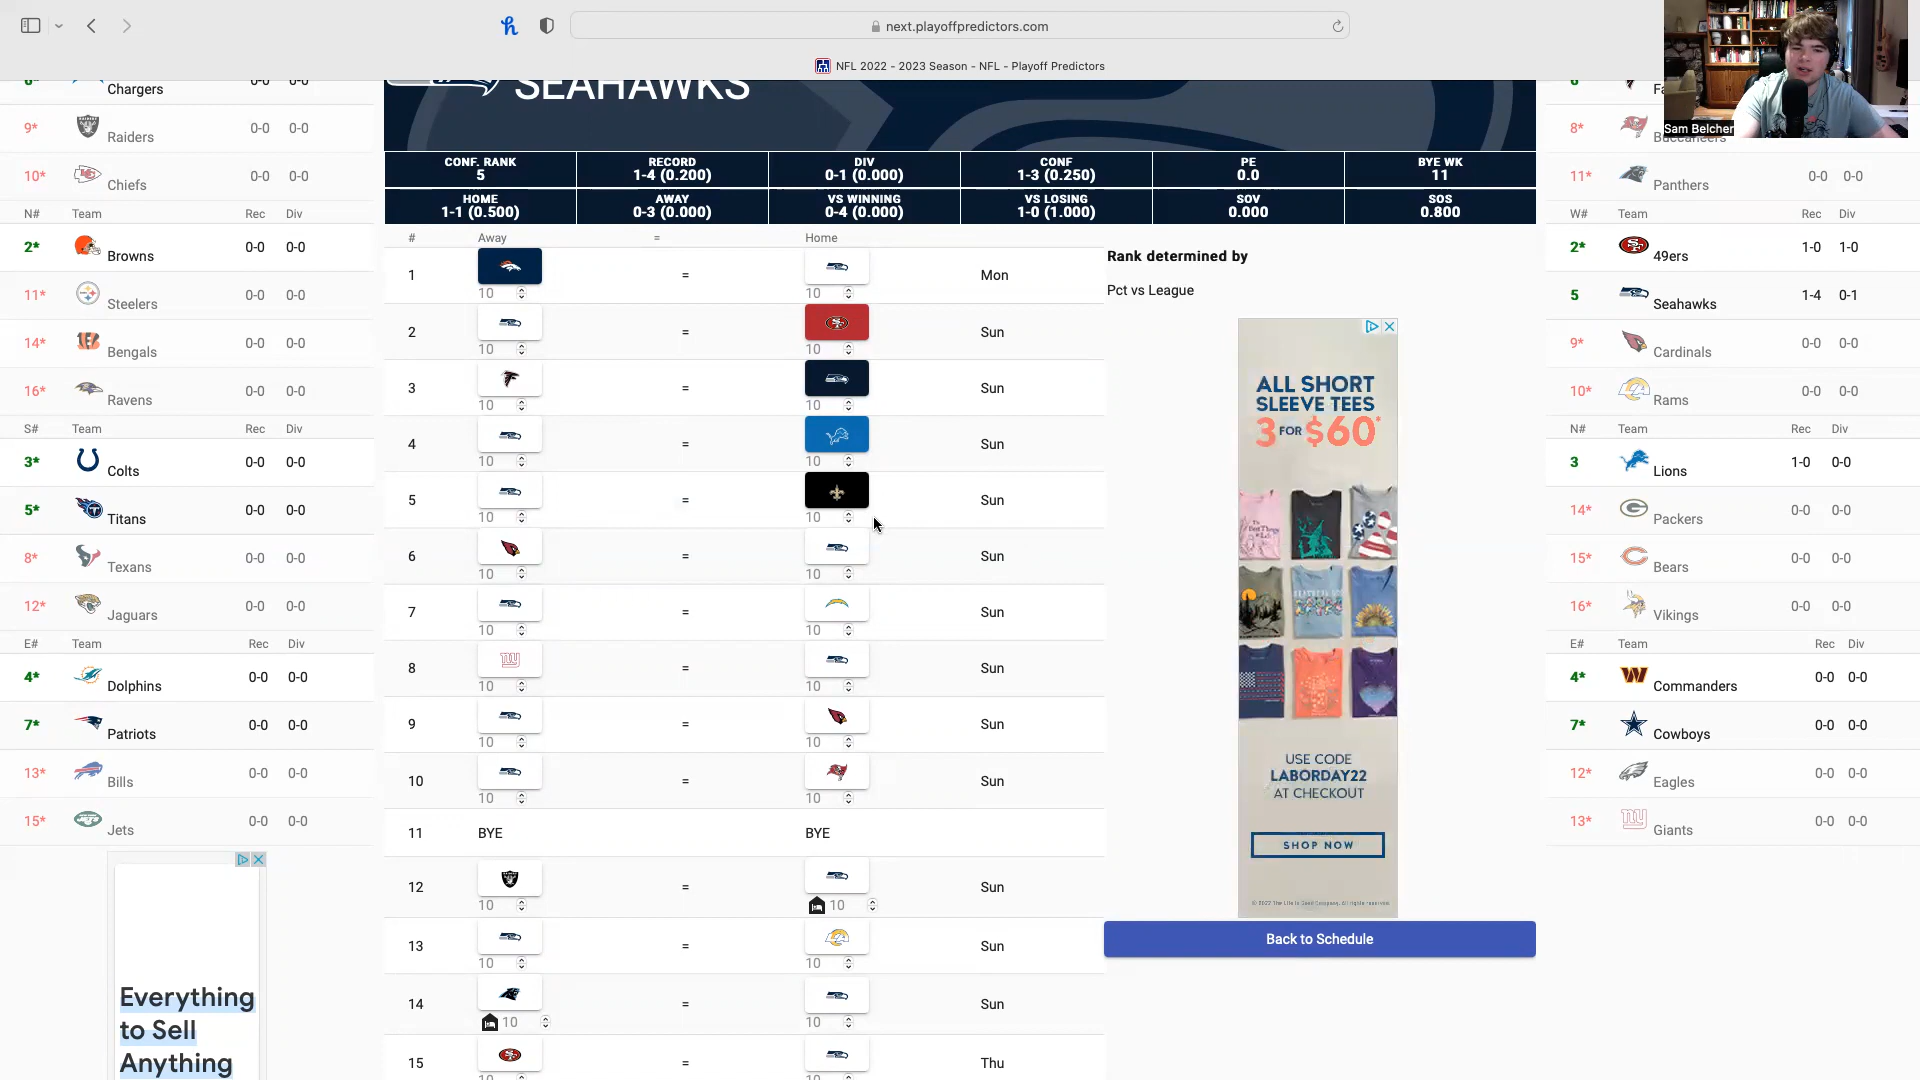 next.playoffpredictors.com
NFL 2022 - 2023 Season - NFL - Playoff Predictors
Sam Belcher
Chargers 0-0 0-0
9* Raiders 0-0 0-0
10* Chiefs 0-0 0-0
N# Team Rec Div
2* Browns 0-0 0-0
11* Steelers 0-0 0-0
14* Bengals 0-0 0-0
16* Ravens 0-0 0-0
S# Team Rec Div
3* Colts 0-0 0-0
5* Titans 0-0 0-0
8* Texans 0-0 0-0
12* Jaguars 0-0 0-0
E# Team Rec Div
4* Dolphins 0-0 0-0
7* Patriots 0-0 0-0
13* Bills 0-0 0-0
15* Jets 0-0 0-0
Everything
to Sell
Anything
SEAHAWKS
CONF. RANK RECORD DIV CONF PE BYE WK
5 1-4 (0.200) 0-1 (0.000) 1-3 (0.250) 0.0 11
HOME AWAY VS WINNING VS LOSING SOV SOS
1-1 (0.500) 0-3 (0.000) 0-4 (0.000) 1-0 (1.000) 0.000 0.800
# Away = Home
1 = Mon
10 10
2 = Sun
10 10
3 = Sun
10 10
4 = Sun
10 10
5 = Sun
10 10
6 = Sun
10 10
7 = Sun
10 10
8 = Sun
10 10
9 = Sun
10 10
10 = Sun
10 10
11 BYE BYE
12 = Sun
10 10
13 = Sun
10 10
14 = Sun
10 10
15 = Thu
Rank determined by
Pct vs League
ALL SHORT
SLEEVE TEES
3 FOR $60*
USE CODE
LABORDAY22
AT CHECKOUT
SHOP NOW
Back to Schedule
8* Buccaneers
11* Panthers 0-0 0-0
W# Team Rec Div
2* 49ers 1-0 1-0
5 Seahawks 1-4 0-1
9* Cardinals 0-0 0-0
10* Rams 0-0 0-0
N# Team Rec Div
3 Lions 1-0 0-0
14* Packers 0-0 0-0
15* Bears 0-0 0-0
16* Vikings 0-0 0-0
E# Team Rec Div
4* Commanders 0-0 0-0
7* Cowboys 0-0 0-0
12* Eagles 0-0 0-0
13* Giants 0-0 0-0